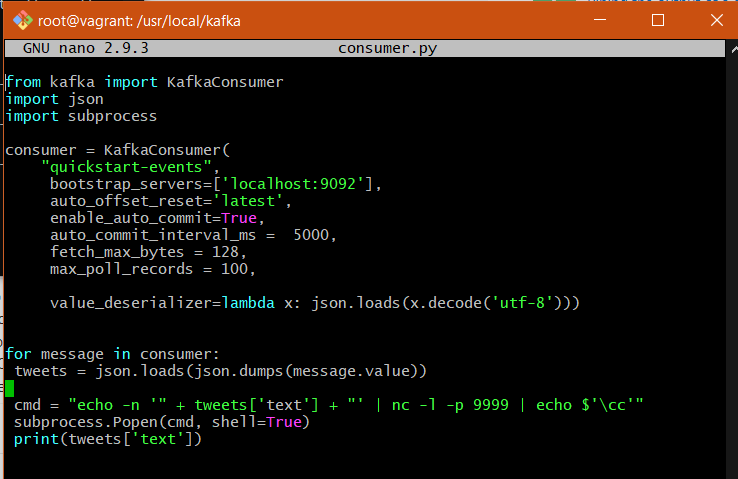 root@vagrant: /usr/local/kafka
GNU nano 2.9.3 consumer.py
from kafka import KafkaConsumer
import json
import subprocess
consumer = KafkaConsumer(
    "quickstart-events",
     bootstrap_servers=['localhost:9092'],
     auto_offset_reset='latest',
     enable_auto_commit=True,
     auto_commit_interval_ms =  5000,
     fetch_max_bytes = 128,
     max_poll_records = 100,
     value_deserializer=lambda x: json.loads(x.decode('utf-8')))
for message in consumer:
 tweets = json.loads(json.dumps(message.value))
 cmd = "echo -n '" + tweets['text'] + "' | nc -l -p 9999 | echo $'\cc'"
 subprocess.Popen(cmd, shell=True)
 print(tweets['text'])